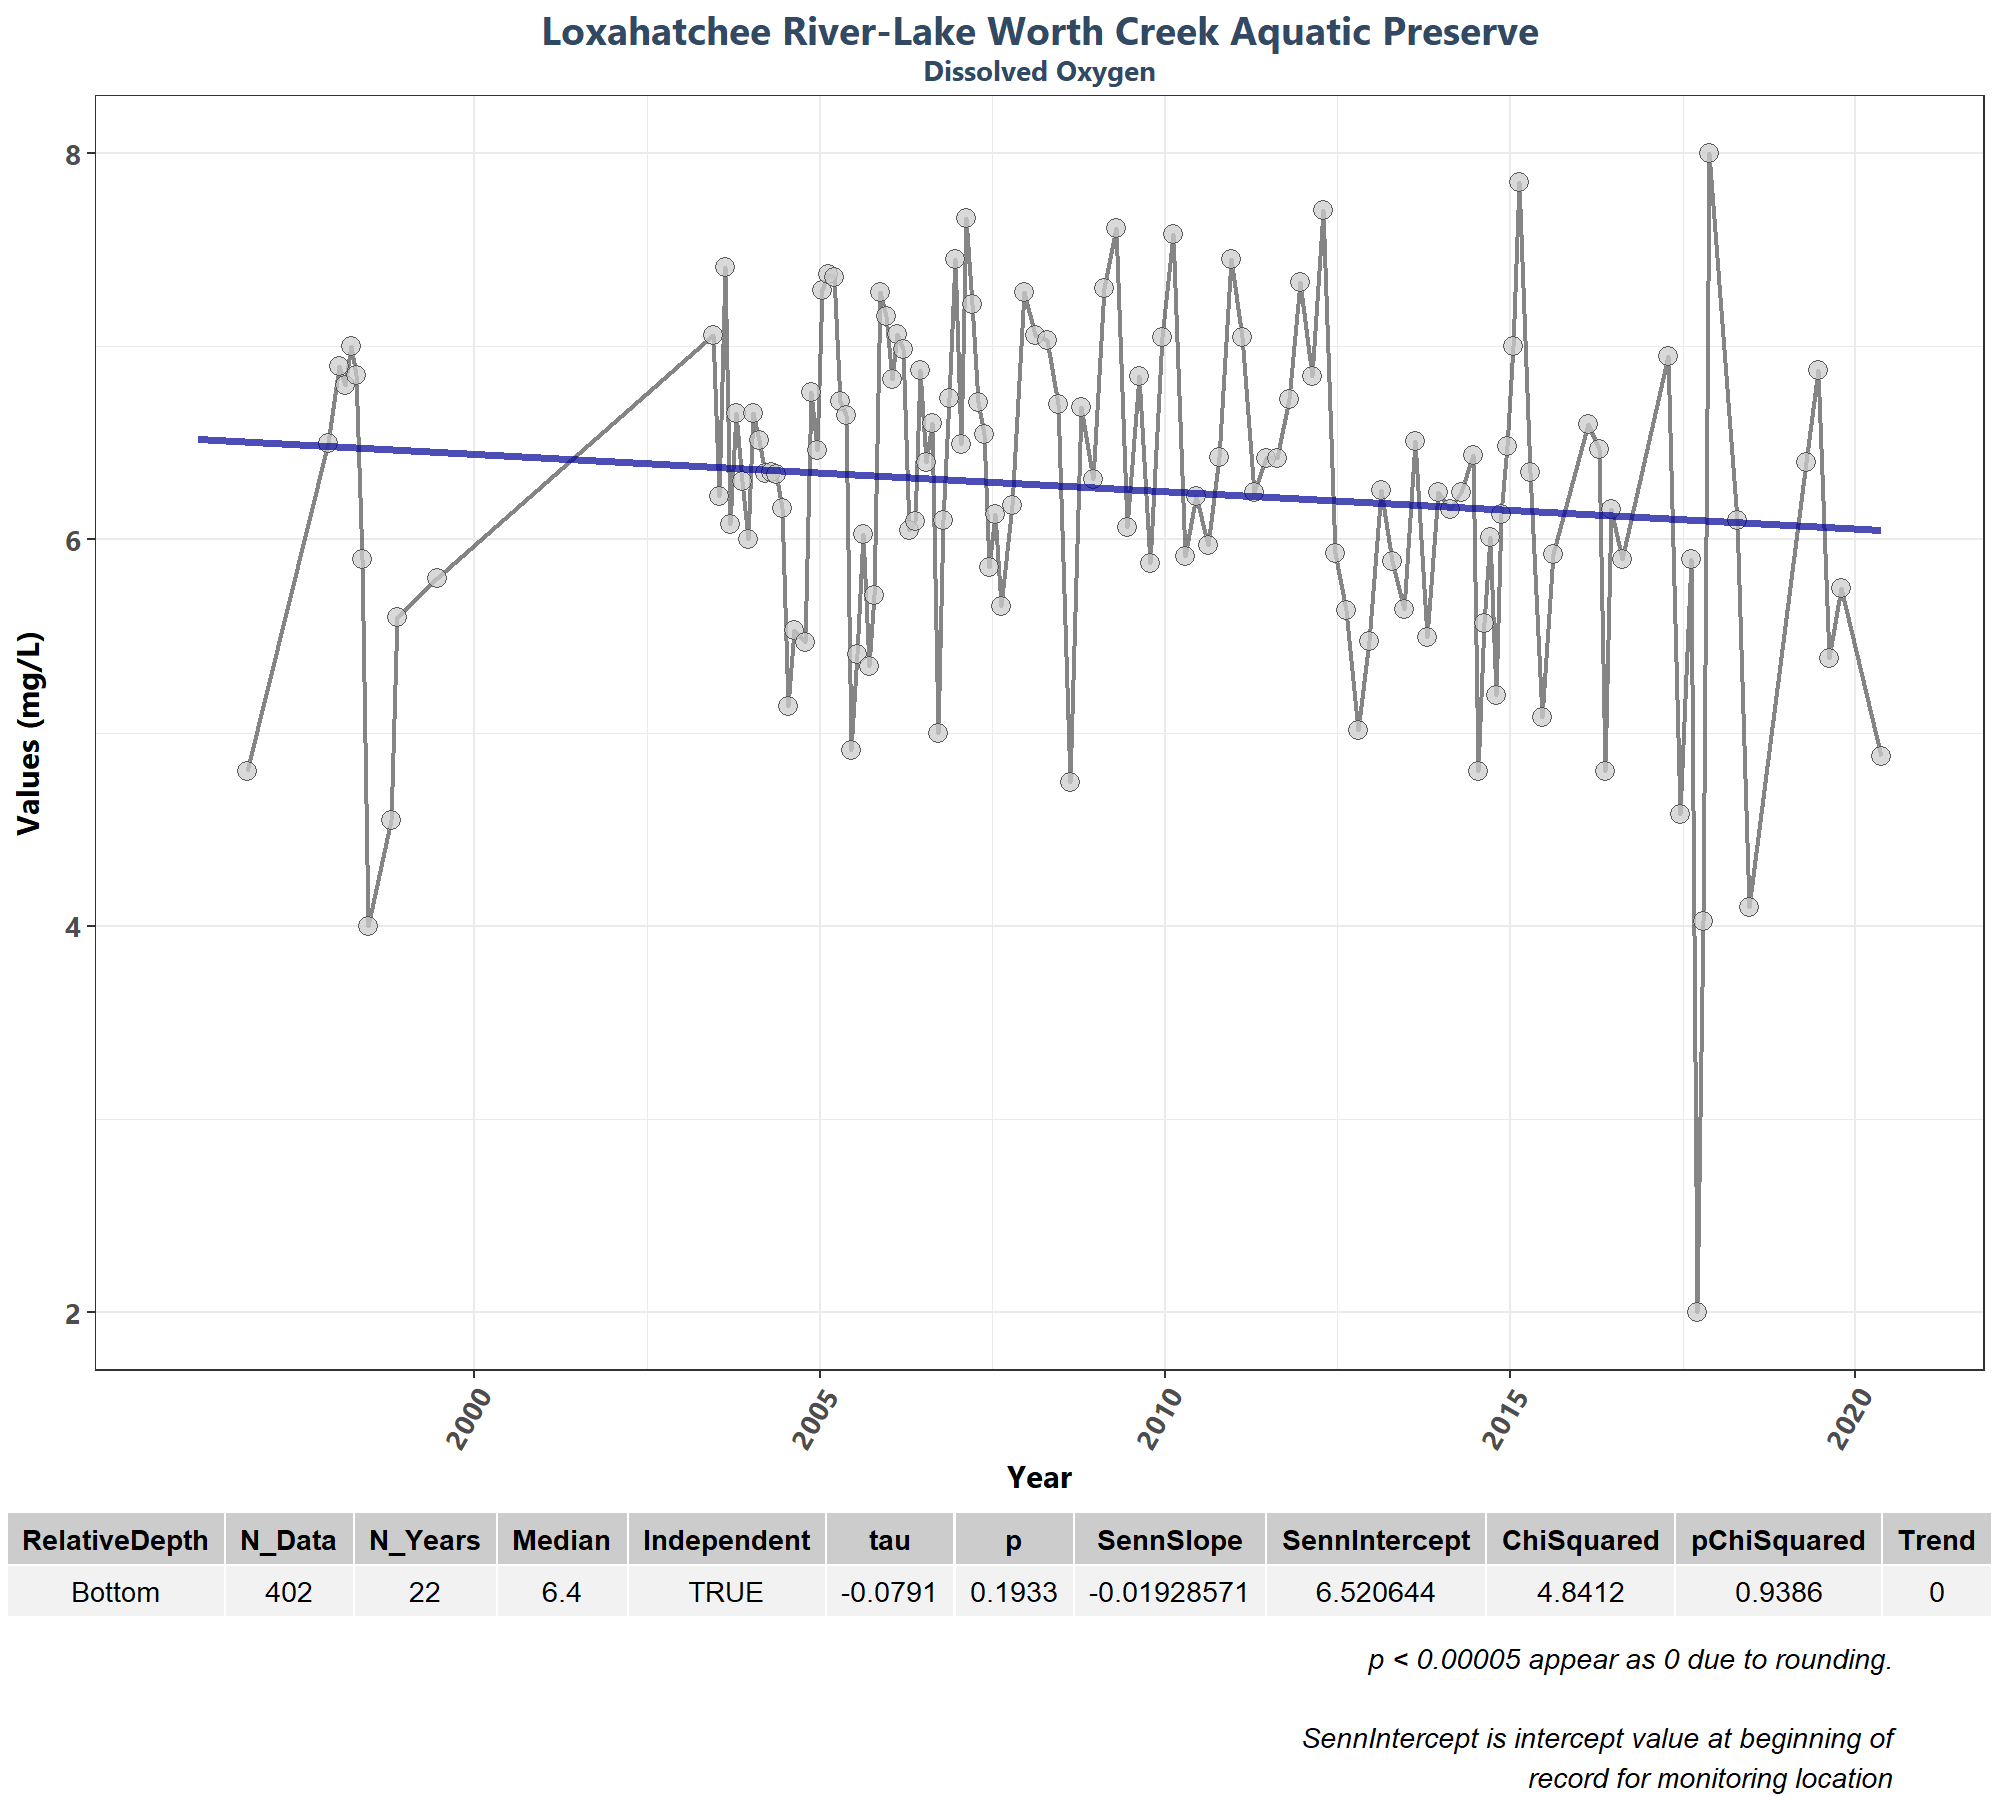 Loxahatchee River-Lake Worth Creek Aquatic Preserve
Dissolved Oxygen
Values (mg/L)
8
6
4
2
2000
2005
2010
2015
2020
Year
RelativeDepth N_Data N_Years Median Independent tau p SennSlope SennIntercept ChiSquared pChiSquared Trend
Bottom 402 22 6.4 TRUE -0.0791 0.1933 -0.01928571 6.520644 4.8412 0.9386 0
p < 0.00005 appear as 0 due to rounding.
SennIntercept is intercept value at beginning of
record for monitoring location